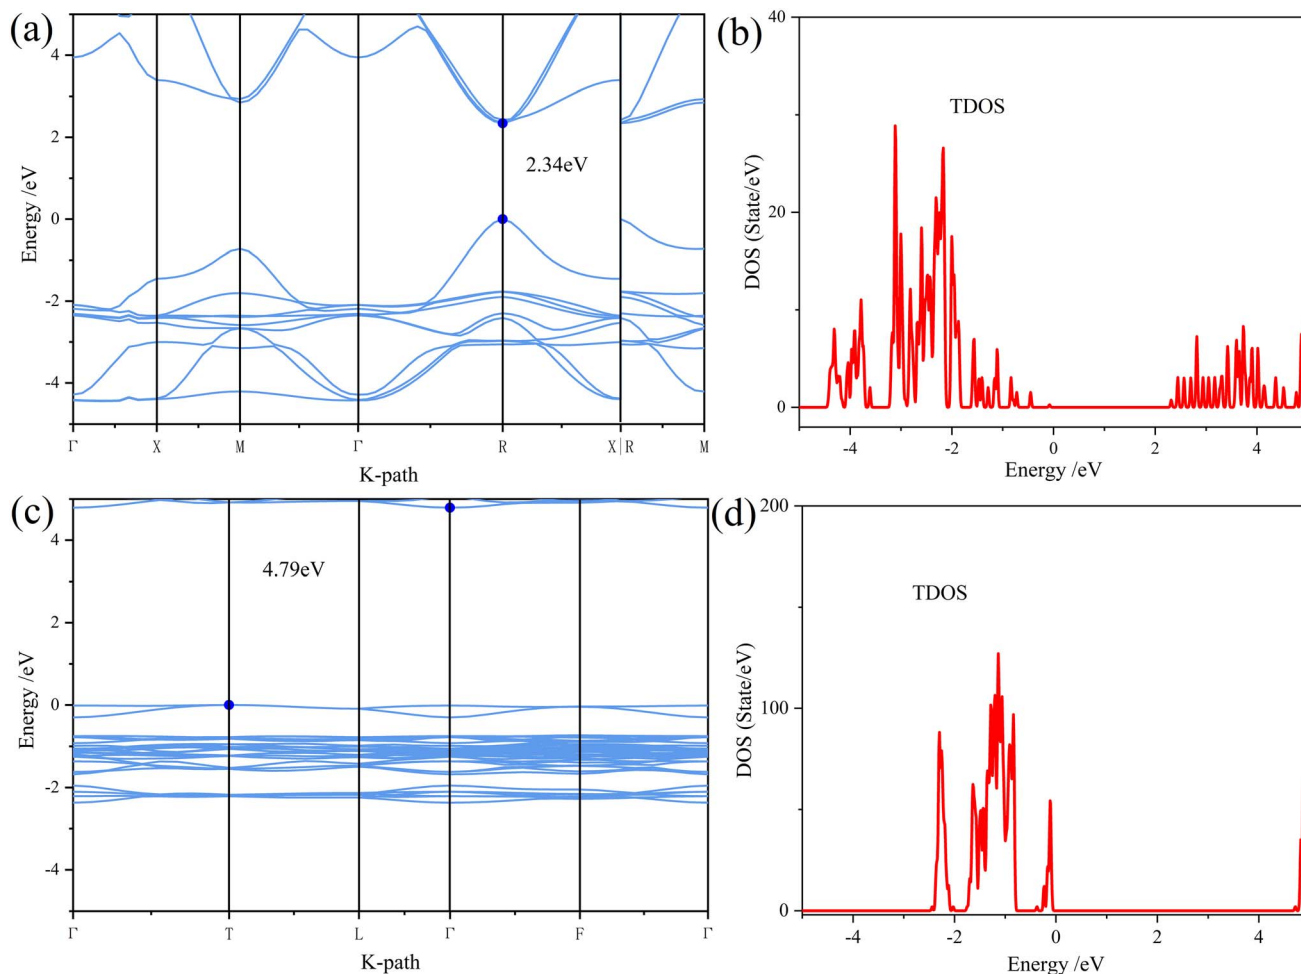 (a)
Energy /eV
4
2
0
-2
-4
2.34eV
Γ X M Γ R X|R M
K-path
(b)
DOS (State/eV)
40
20
0
TDOS
-4 -2 0 2 4
Energy /eV
(c)
Energy /eV
4
2
0
-2
-4
4.79eV
Γ T L Γ F Γ
K-path
(d)
DOS (State/eV)
200
100
0
TDOS
-4 -2 0 2 4
Energy /eV